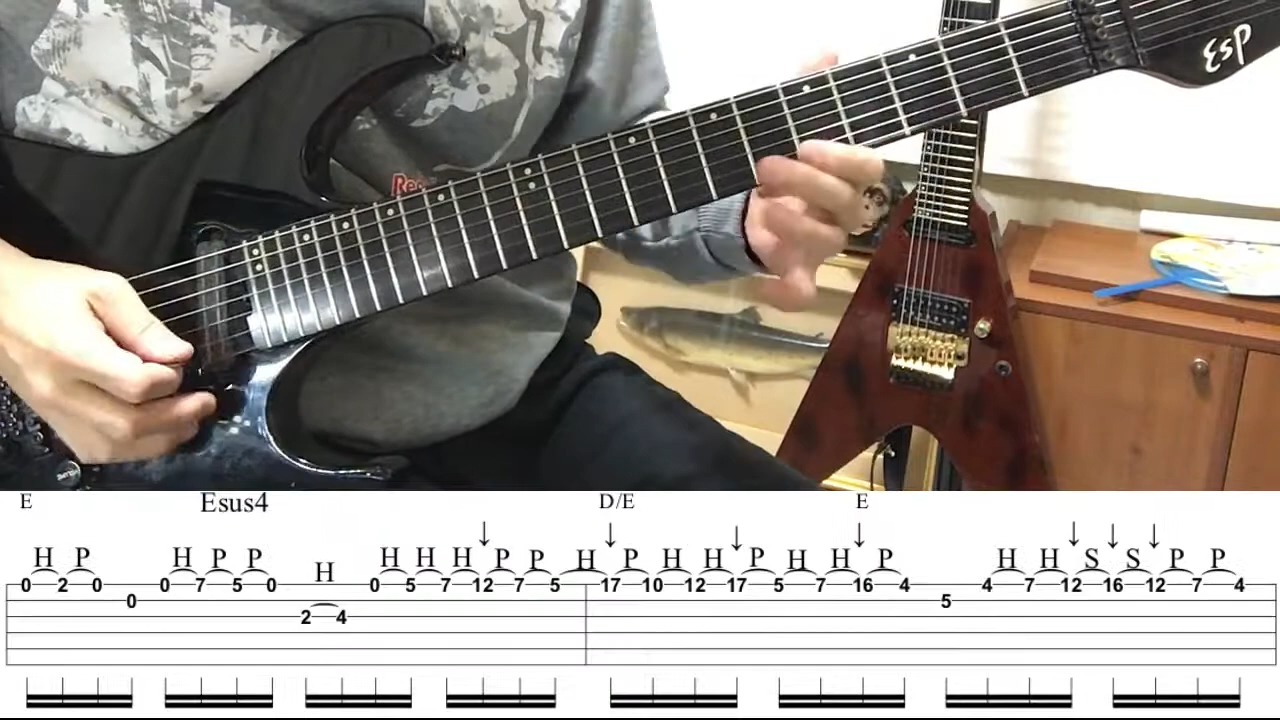 ESP
Re
E Esus4 D/E E
↓ ↓ ↓ ↓ ↓ ↓ ↓
H P H P P H H H H P P H P H H P H H P H H S S P P
0 2 0 0 7 5 0 0 5 7 12 7 5 17 10 12 17 5 7 16 4 4 7 12 16 12 7 4
0 5
2 4